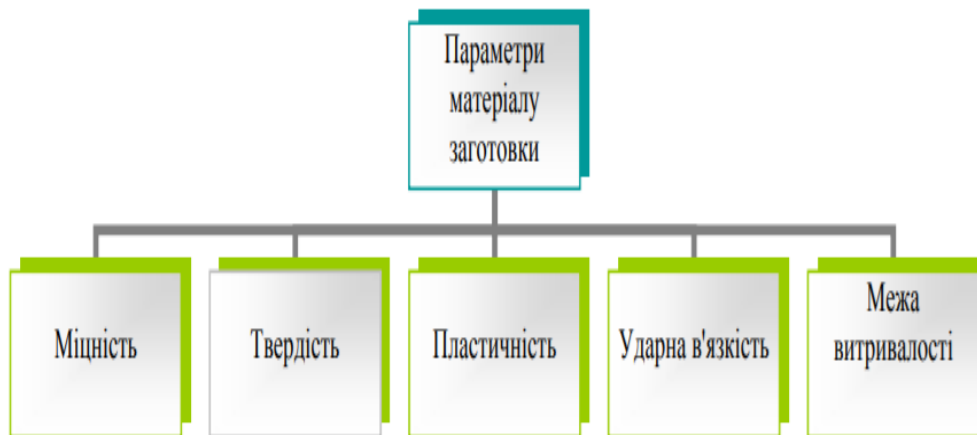 Параметри
матеріалу
заготовки
Міцність
Твердість
Пластичність
Ударна в'язкість
Межа
витривалості